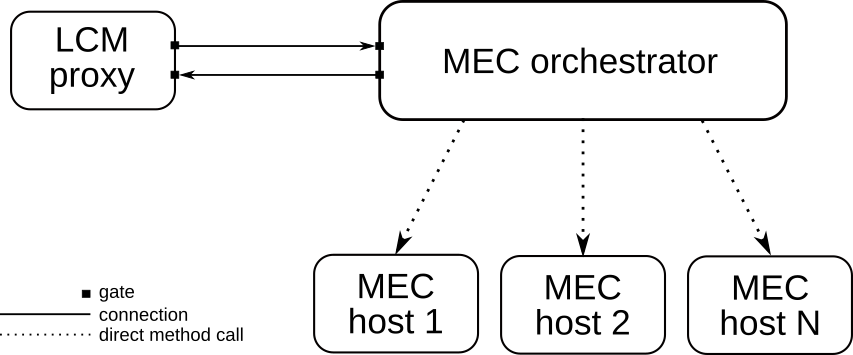 LCM
proxy
MEC orchestrator
MEC
host 1
MEC
host 2
MEC
host N
gate
connection
direct method call